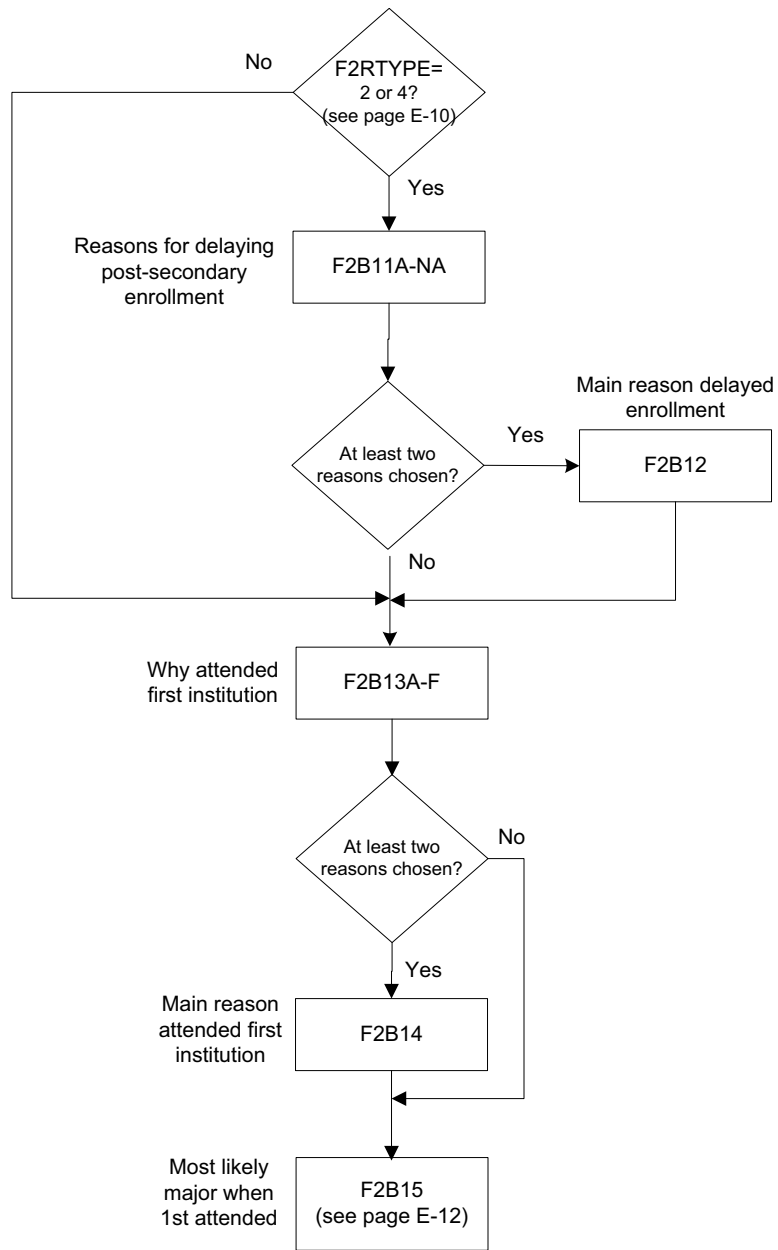 No
F2RTYPE=
2 or 4?
(see page E-10)
Yes
Reasons for delaying
post-secondary
enrollment
F2B11A-NA
Main reason delayed
enrollment
At least two
reasons chosen?
Yes
F2B12
No
Why attended
first institution
F2B13A-F
At least two
reasons chosen?
No
Yes
Main reason
attended first
institution
F2B14
Most likely
major when
1st attended
F2B15
(see page E-12)